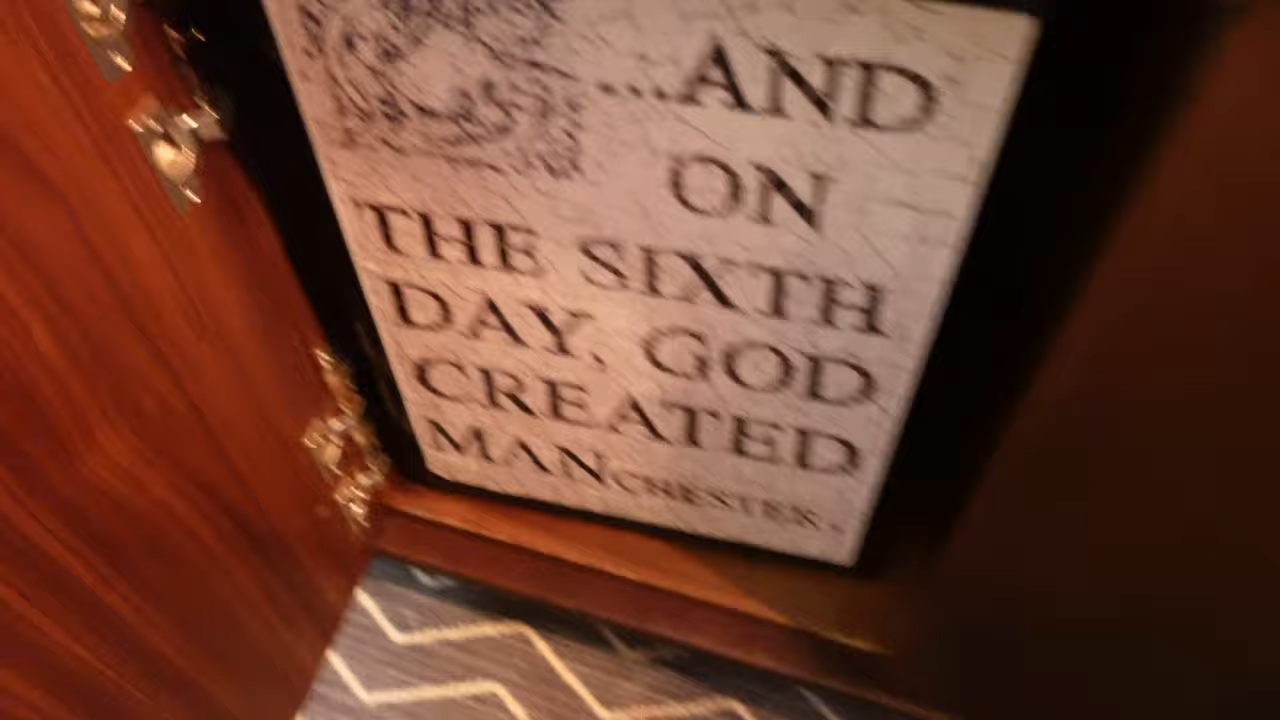 ...AND
ON
THE SIXTH
DAY, GOD
CREATED
MANCHESTER.